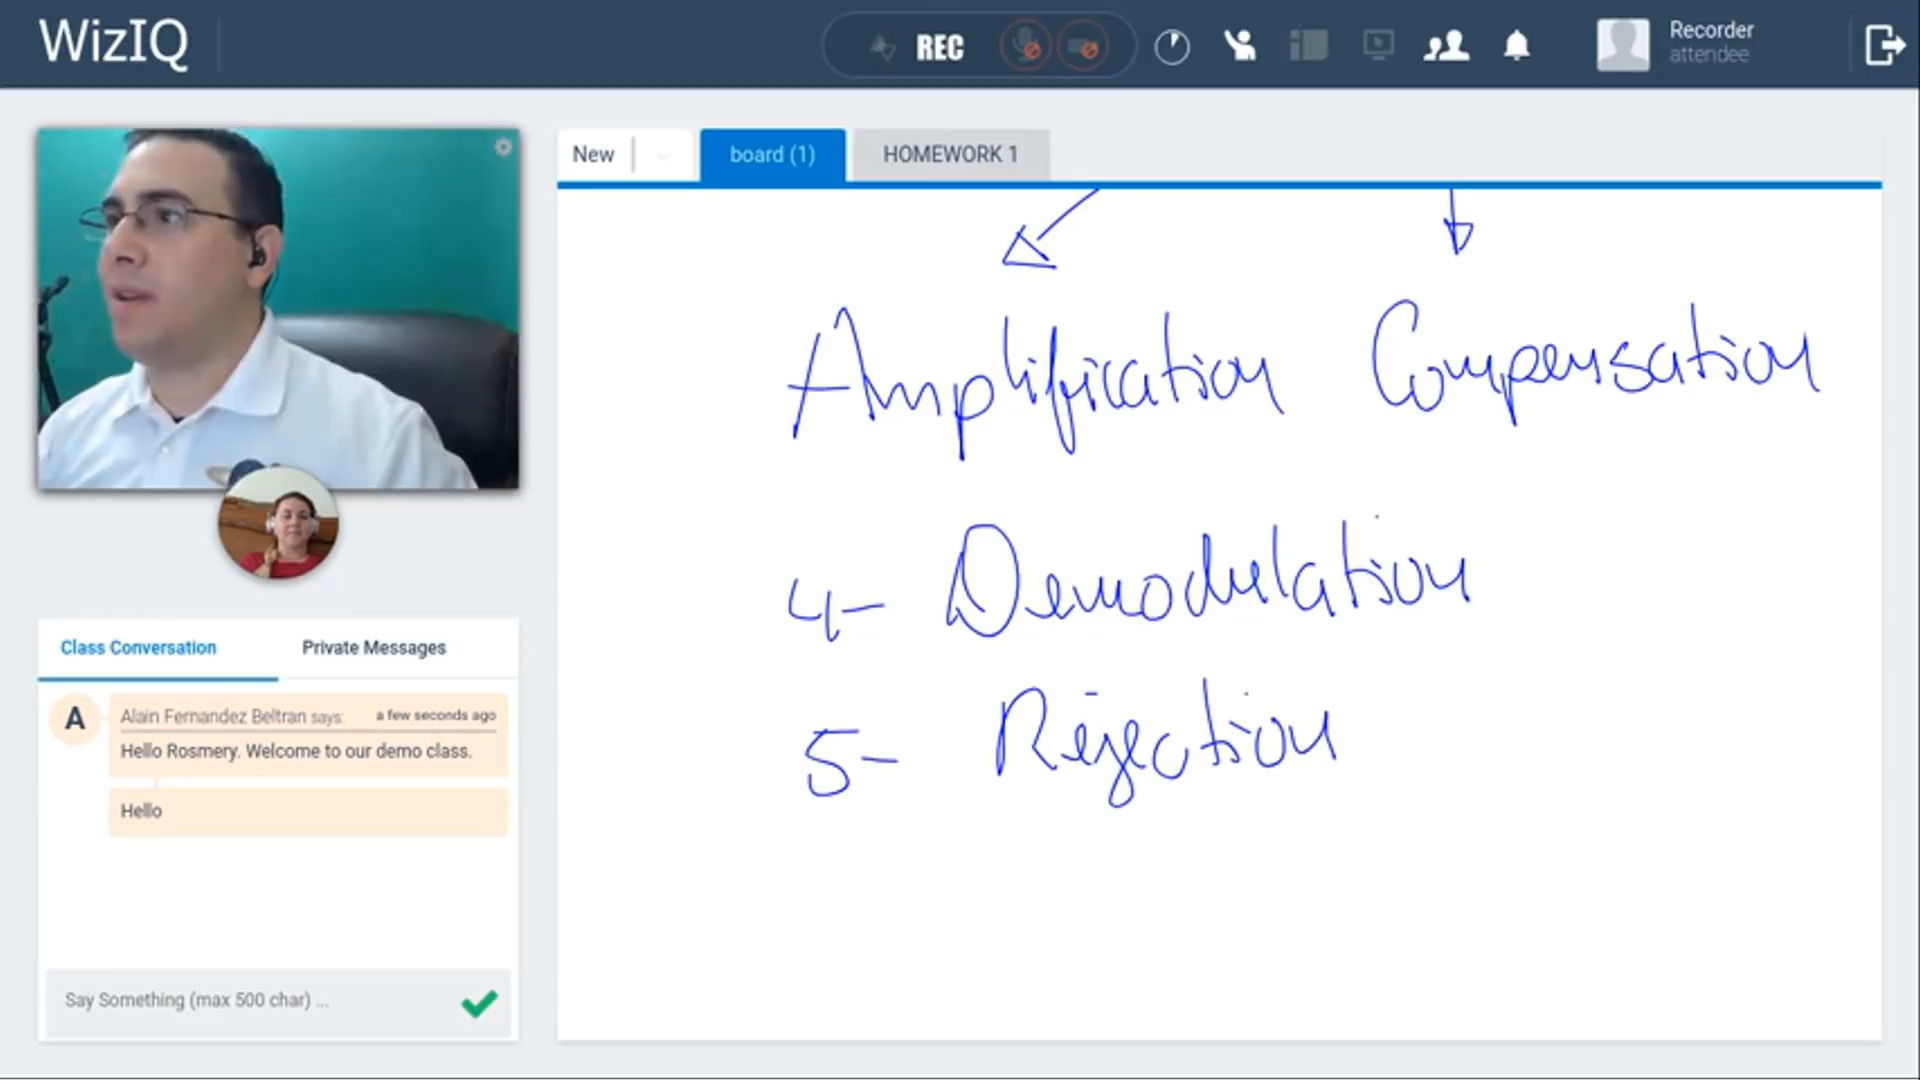 WizIQ
REC
Recorder
attendee
New
board (1)
HOMEWORK 1
Amplification Compensation
4- Demodulation
5- Rejection
Class Conversation
Private Messages
A
Alain Fernandez Beltran says:
a few seconds ago
Hello Rosmery. Welcome to our demo class.
Hello
Say Something (max 500 char) ...